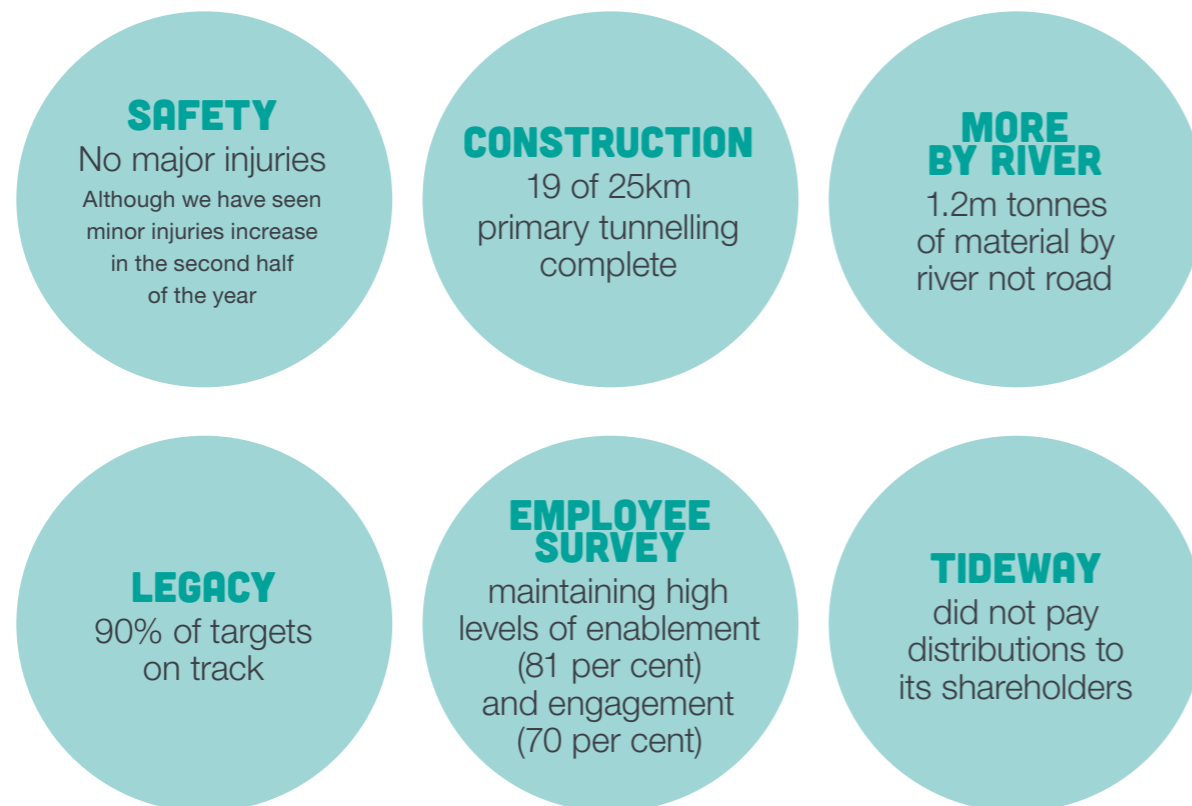 SAFETY
No major injuries
Although we have seen
minor injuries increase
in the second half
of the year
CONSTRUCTION
19 of 25km
primary tunnelling
complete
MORE
BY RIVER
1.2m tonnes
of material by
river not road
LEGACY
90% of targets
on track
EMPLOYEE
SURVEY
maintaining high
levels of enablement
(81 per cent)
and engagement
(70 per cent)
TIDEWAY
did not pay
distributions to
its shareholders